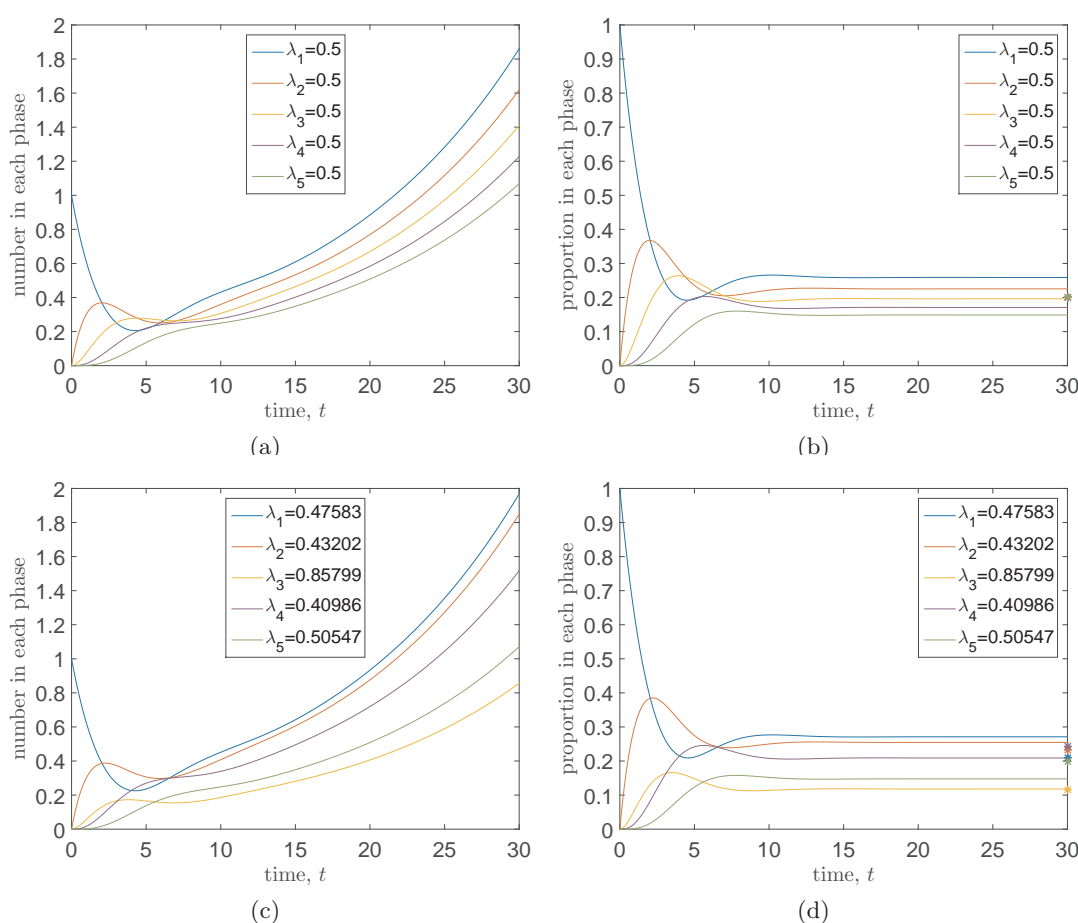 2
1.8
1.6
1.4
1.2
1
0.8
0.6
0.4
0.2
0
number in each phase
λ1=0.5
λ2=0.5
λ3=0.5
λ4=0.5
λ5=0.5
0 5 10 15 20 25 30
time, t
(a)
1
0.9
0.8
0.7
0.6
0.5
0.4
0.3
0.2
0.1
0
proportion in each phase
λ1=0.5
λ2=0.5
λ3=0.5
λ4=0.5
λ5=0.5
0 5 10 15 20 25 30
time, t
(b)
2
1.8
1.6
1.4
1.2
1
0.8
0.6
0.4
0.2
0
number in each phase
λ1=0.47583
λ2=0.43202
λ3=0.85799
λ4=0.40986
λ5=0.50547
0 5 10 15 20 25 30
time, t
(c)
1
0.9
0.8
0.7
0.6
0.5
0.4
0.3
0.2
0.1
0
proportion in each phase
λ1=0.47583
λ2=0.43202
λ3=0.85799
λ4=0.40986
λ5=0.50547
0 5 10 15 20 25 30
time, t
(d)